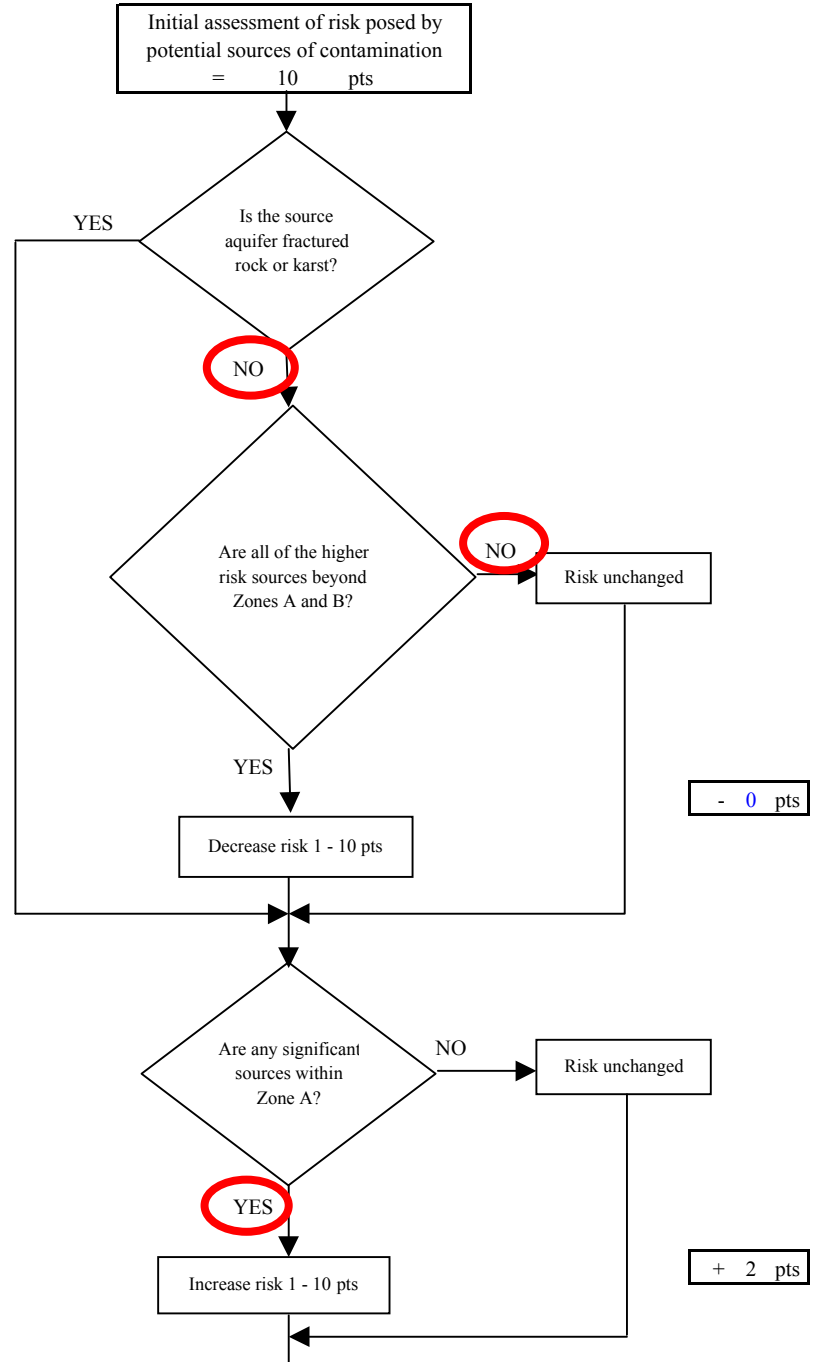 Initial assessment of risk posed by
potential sources of contamination
= 10 pts
YES
Is the source
aquifer fractured
rock or karst?
NO
Are all of the higher
risk sources beyond
Zones A and B?
NO
Risk unchanged
YES
- 0 pts
Decrease risk 1 - 10 pts
Are any significant
sources within
Zone A?
NO
Risk unchanged
YES
+ 2 pts
Increase risk 1 - 10 pts